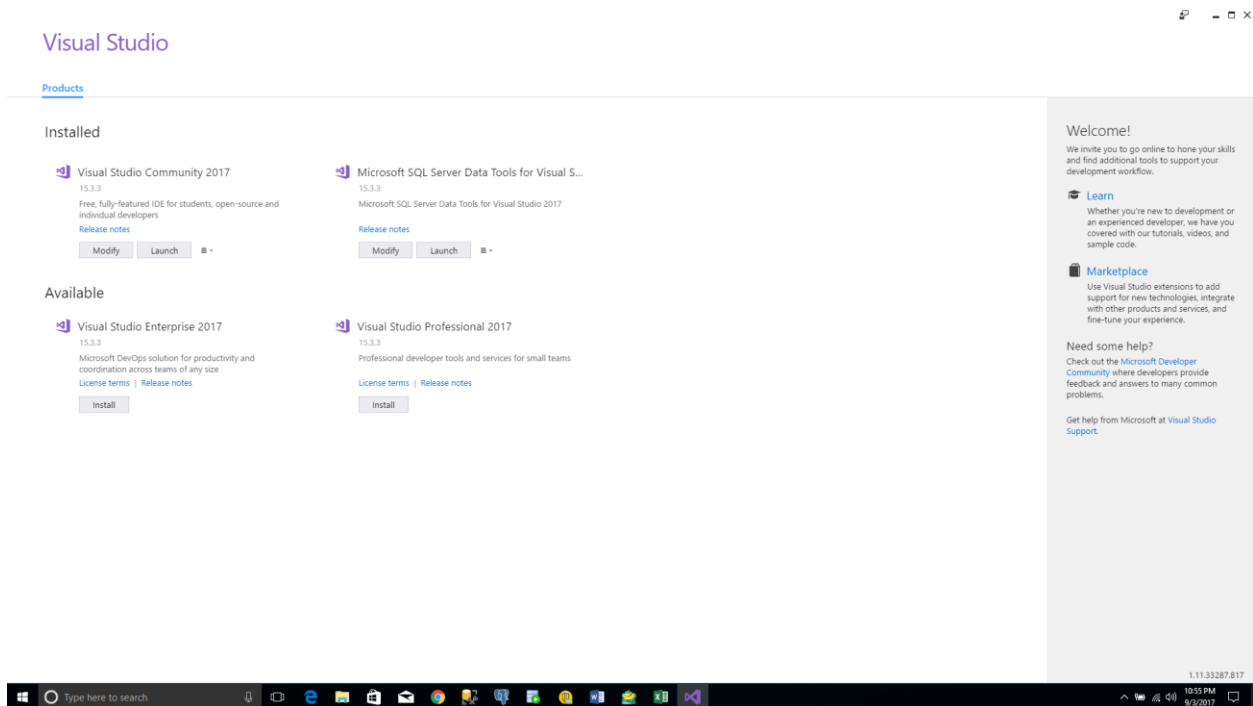 Visual Studio
Products
Installed
Visual Studio Community 2017
15.3.3
Free, fully-featured IDE for students, open-source and
individual developers
Release notes
Modify
Launch
Microsoft SQL Server Data Tools for Visual S...
15.3.3
Microsoft SQL Server Data Tools for Visual Studio 2017
Release notes
Modify
Launch
Available
Visual Studio Enterprise 2017
15.3.3
Microsoft DevOps solution for productivity and
coordination across teams of any size
License terms | Release notes
Install
Visual Studio Professional 2017
15.3.3
Professional developer tools and services for small teams
License terms | Release notes
Install
Welcome!
We invite you to go online to hone your skills
and find additional tools to support your
development workflow.
Learn
Whether you're new to development or
an experienced developer, we have you
covered with our tutorials, videos, and
sample code.
Marketplace
Use Visual Studio extensions to add
support for new technologies, integrate
with other products and services, and
fine-tune your experience.
Need some help?
Check out the Microsoft Developer
Community where developers provide
feedback and answers to many common
problems.
Get help from Microsoft at Visual Studio
Support.
1.11.33287.817
Type here to search
10:55 PM
9/3/2017